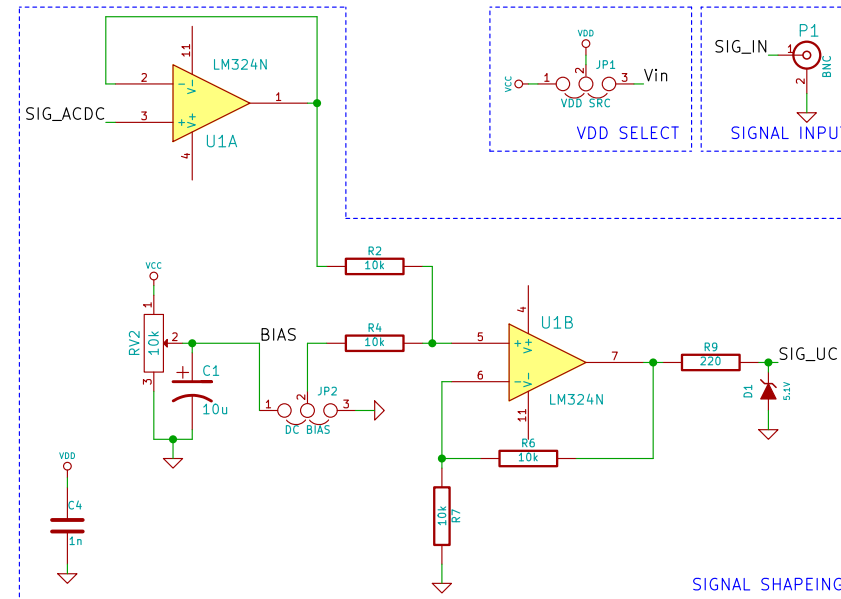 11
LM324N
2
V-
1
SIG_ACDC
3
+
V+
U1A
4
VDD
JP1
2
VCC
1
3
Vin
VDD SRC
VDD SELECT
P1
SIG_IN
1
BNC
2
SIGNAL INPU
R2
10k
VCC
1
RV2
10k
2
3
+
C1
10u
BIAS
R4
10k
JP2
1
2
3
DC BIAS
4
U1B
5
+
V+
7
6
V-
LM324N
11
R9
220
SIG_UC
D1
5.1V
R6
10k
10k
R7
VDD
C4
1n
SIGNAL SHAPEING